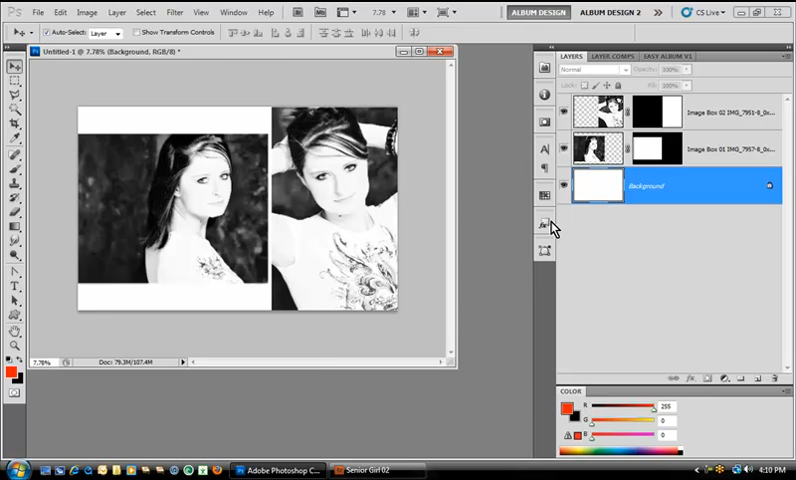 PS File Edit Image Layer Select Filter View Window Help 7.78 ALBUM DESIGN ALBUM DESIGN 2 CS Live
Auto-Select: Layer Show Transform Controls
Untitled-1 @ 7.78% (Background, RGB/8) *
LAYERS LAYER COMPS EASY ALBUM V1
Normal Opacity: 100%
Lock: Fill: 100%
Image Box 02 IMG_7951-8_0x...
Image Box 01 IMG_7957-8_0x...
Background
7.78% Doc: 79.3M/107.4M
COLOR
R 255
G 0
B 0
Adobe Photoshop C... Senior Girl 02 4:10 PM